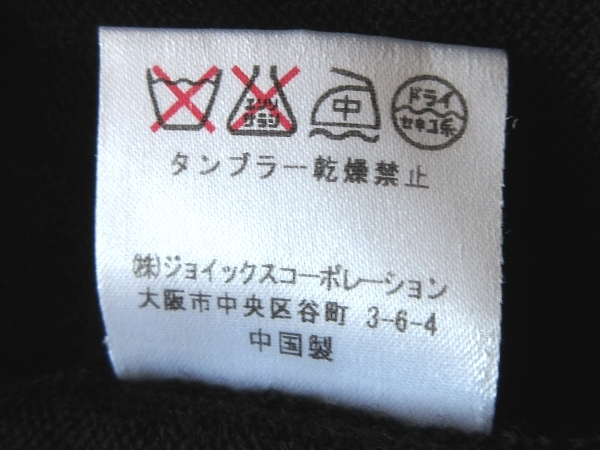 エンソ サラシ 中 ドライ セキユ系
タンブラー乾燥禁止
㈱ジョイックスコーポレーション
大阪市中央区谷町 3-6-4
中国製